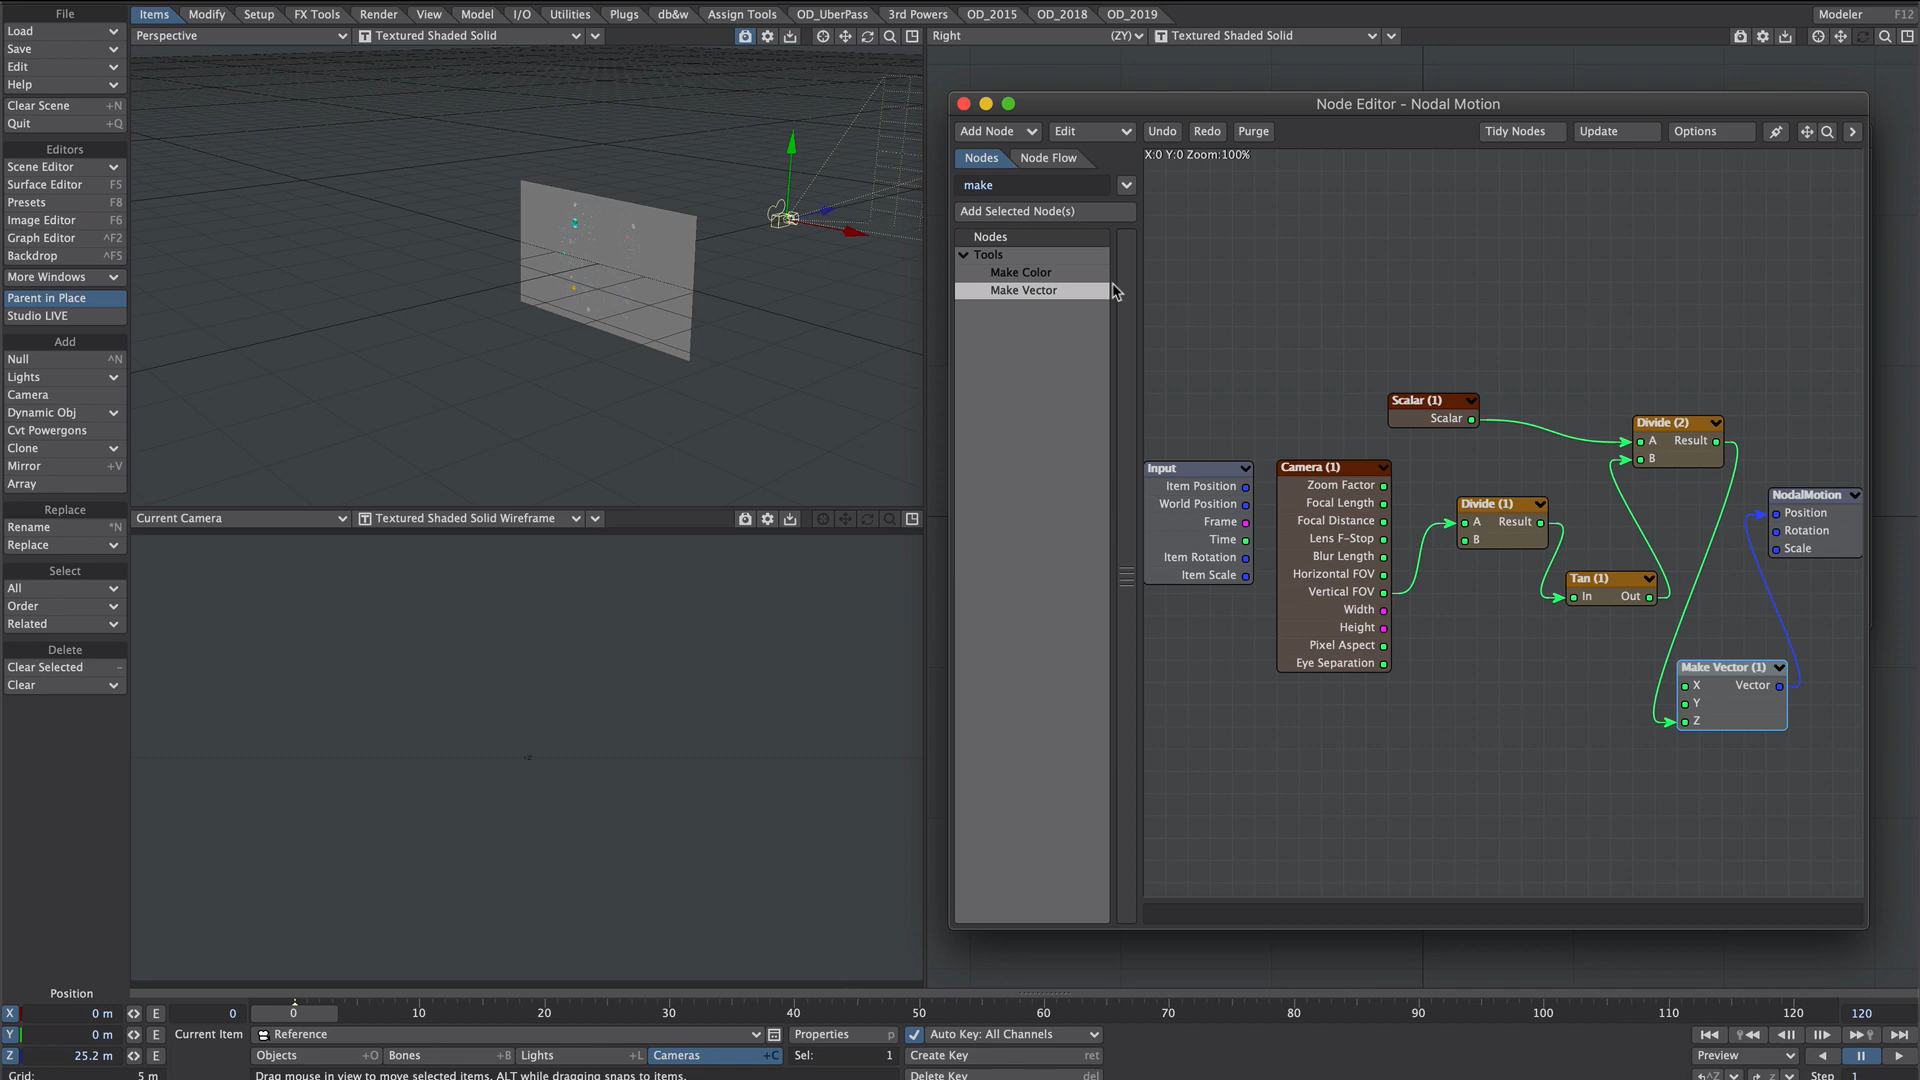 File
Items
Modify
Setup
FX Tools
Render
View
Model
I/O
Utilities
Plugs
db&w
Assign Tools
OD_UberPass
3rd Powers
OD_2015
OD_2018
OD_2019
Modeler F12
Load
Save
Edit
Help
Clear Scene +N
Quit +Q
Editors
Scene Editor
Surface Editor F5
Presets F8
Image Editor F6
Graph Editor ^F2
Backdrop ^F5
More Windows
Parent in Place
Studio LIVE
Add
Null ^N
Lights
Camera
Dynamic Obj
Cvt Powergons
Clone
Mirror +V
Array
Replace
Rename *N
Replace
Select
All
Order
Related
Delete
Clear Selected –
Clear
Perspective
Textured Shaded Solid
Right (ZY)
Textured Shaded Solid
Current Camera
Textured Shaded Solid Wireframe
Node Editor - Nodal Motion
Add Node
Edit
Undo
Redo
Purge
Tidy Nodes
Update
Options
Nodes
Node Flow
X:0 Y:0 Zoom:100%
make
Add Selected Node(s)
Nodes
Tools
Make Color
Make Vector
Scalar (1)
Scalar
Divide (2)
A Result
B
Input
Item Position
World Position
Frame
Time
Item Rotation
Item Scale
Camera (1)
Zoom Factor
Focal Length
Focal Distance
Lens F-Stop
Blur Length
Horizontal FOV
Vertical FOV
Width
Height
Pixel Aspect
Eye Separation
Divide (1)
A Result
B
Tan (1)
In Out
NodalMotion
Position
Rotation
Scale
Make Vector (1)
X Vector
Y
Z
Position
X 0 m E
Y 0 m E
Z 25.2 m E
Grid: 5 m
0 0 10 20 30 40 50 60 70 80 90 100 110 120 120
Current Item Reference
Properties p
Auto Key: All Channels
Objects +O
Bones +B
Lights +L
Cameras +C
Sel: 1
Create Key ret
Preview
Drag mouse in view to move selected items. ALT while dragging snaps to items.
Delete Key del
^Z z
Step 1